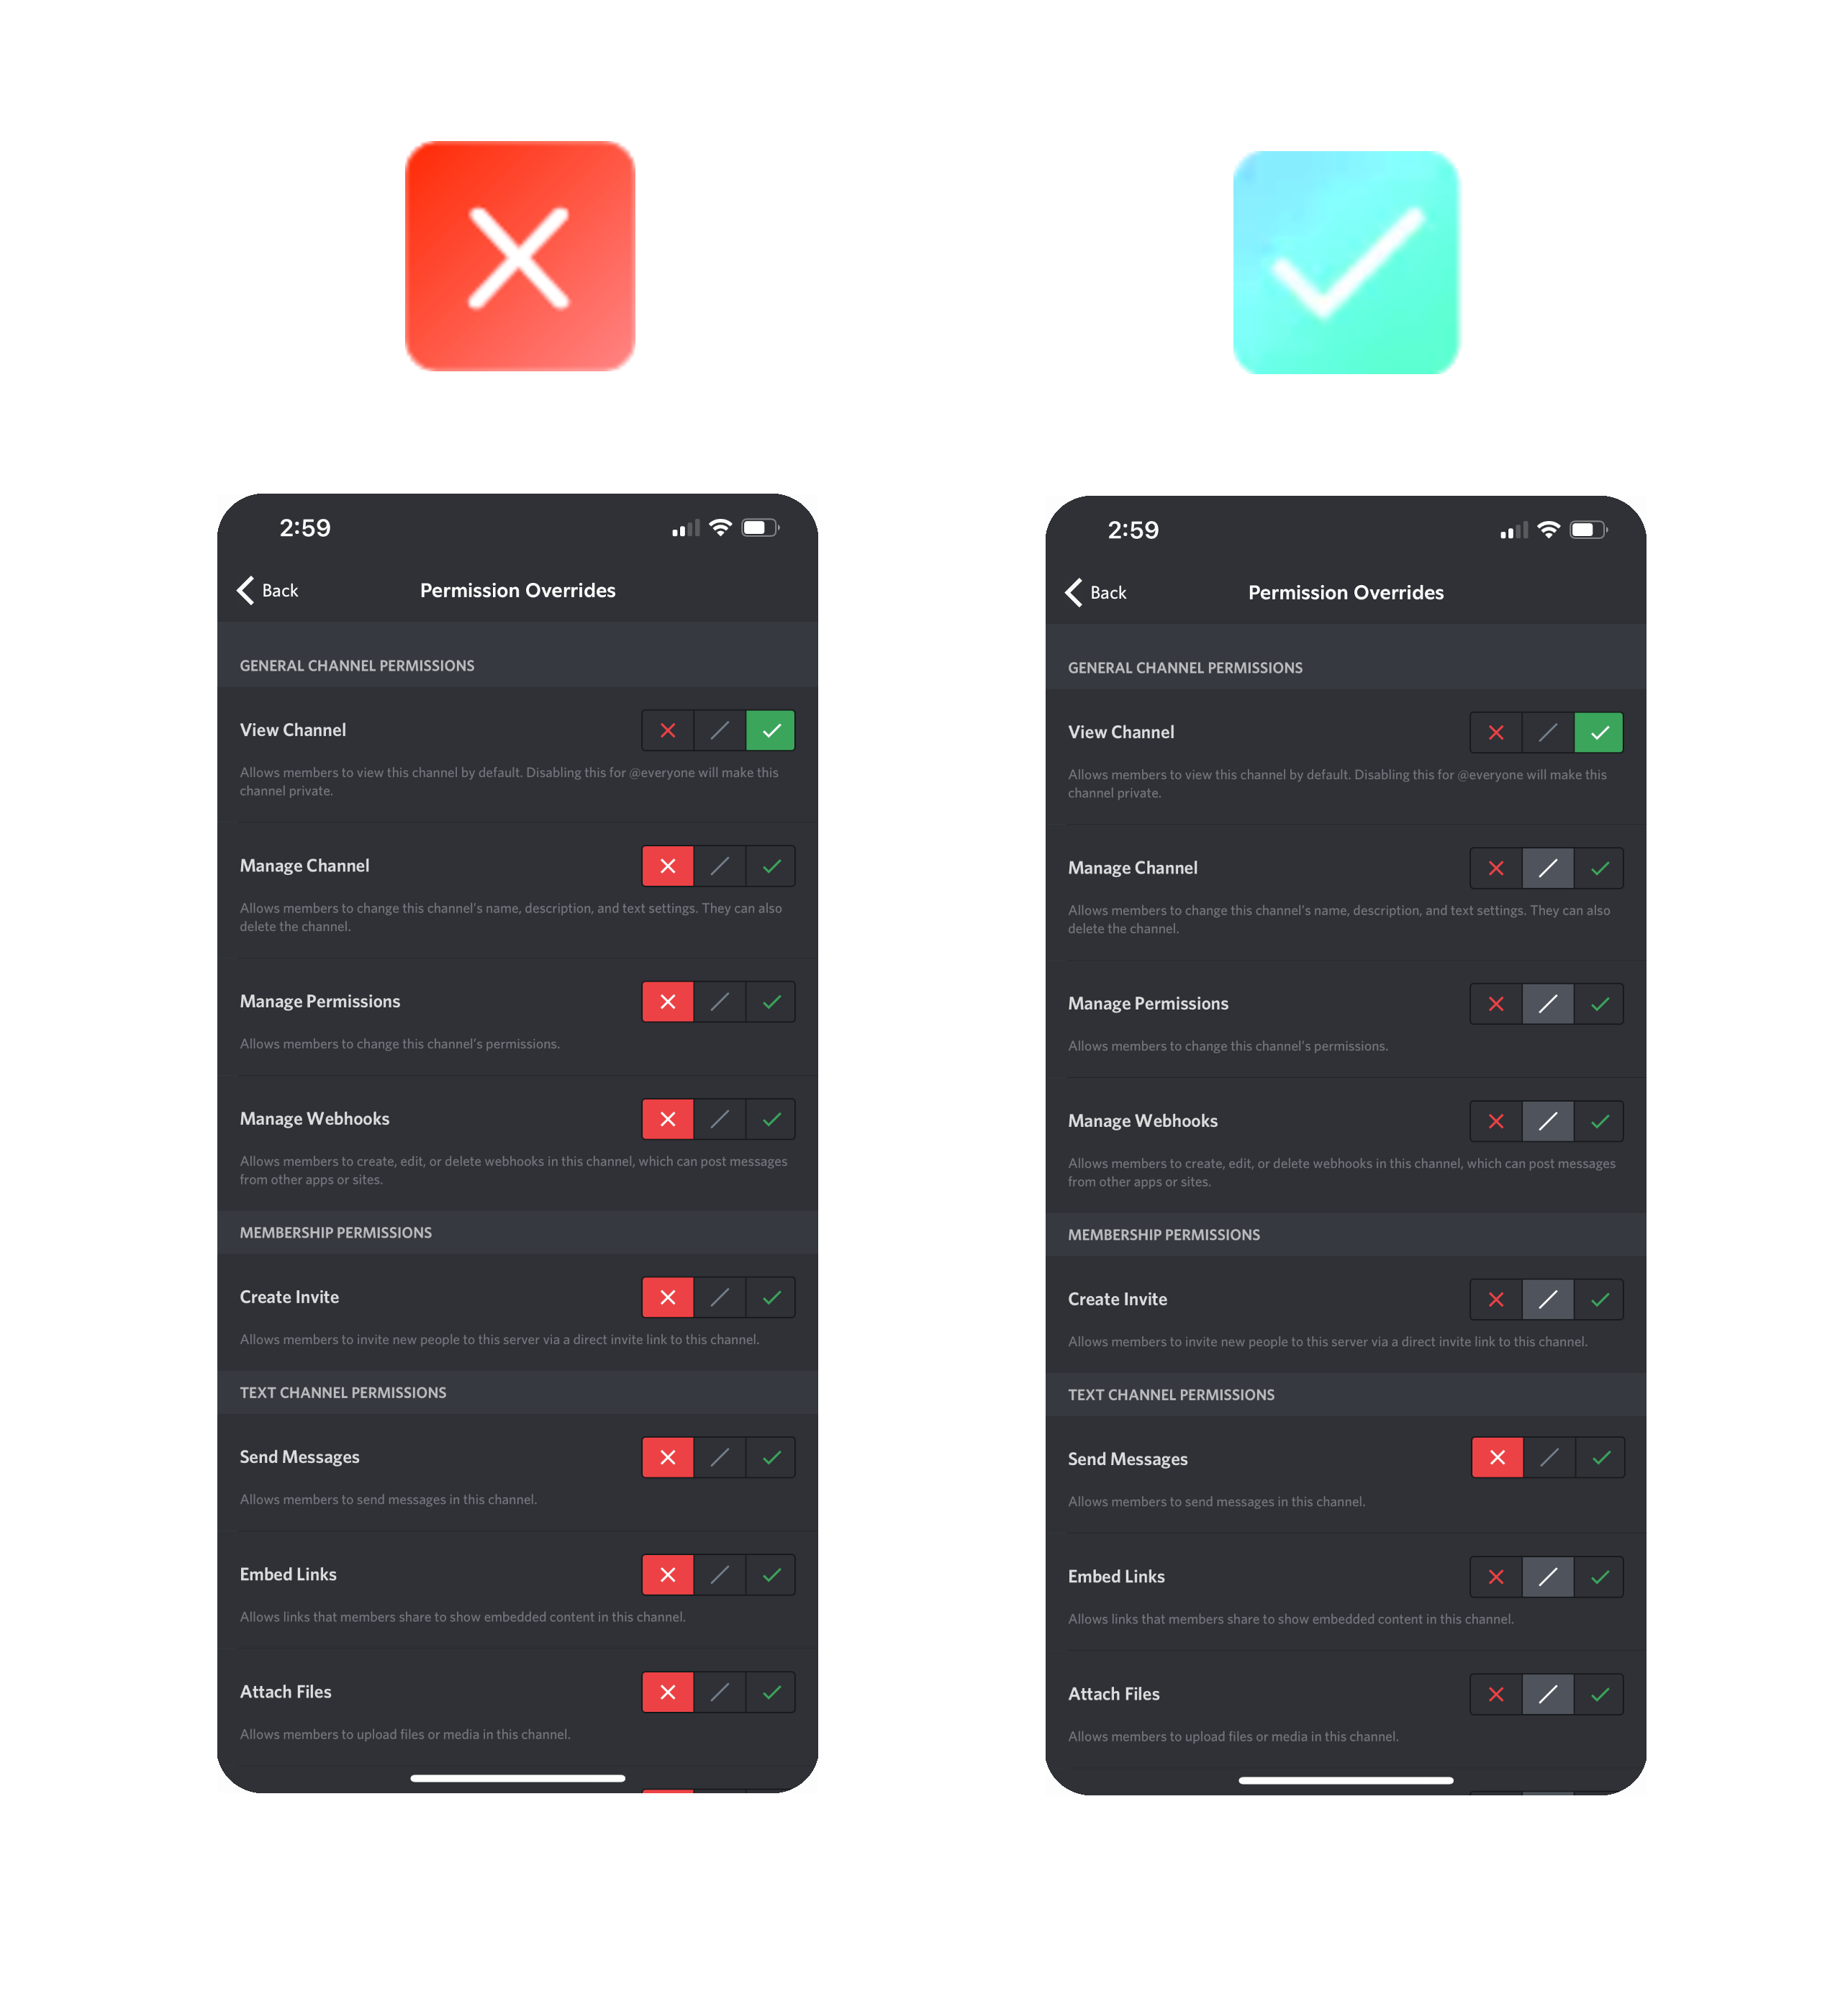 2:59
Back
Permission Overrides
GENERAL CHANNEL PERMISSIONS
View Channel
Allows members to view this channel by default. Disabling this for @everyone will make this
channel private.
Manage Channel
Allows members to change this channel's name, description, and text settings. They can also
delete the channel.
Manage Permissions
Allows members to change this channel's permissions.
Manage Webhooks
Allows members to create, edit, or delete webhooks in this channel, which can post messages
from other apps or sites.
MEMBERSHIP PERMISSIONS
Create Invite
Allows members to invite new people to this server via a direct invite link to this channel.
TEXT CHANNEL PERMISSIONS
Send Messages
Allows members to send messages in this channel.
Embed Links
Allows links that members share to show embedded content in this channel.
Attach Files
Allows members to upload files or media in this channel.
2:59
Back
Permission Overrides
GENERAL CHANNEL PERMISSIONS
View Channel
Allows members to view this channel by default. Disabling this for @everyone will make this
channel private.
Manage Channel
Allows members to change this channel's name, description, and text settings. They can also
delete the channel.
Manage Permissions
Allows members to change this channel's permissions.
Manage Webhooks
Allows members to create, edit, or delete webhooks in this channel, which can post messages
from other apps or sites.
MEMBERSHIP PERMISSIONS
Create Invite
Allows members to invite new people to this server via a direct invite link to this channel.
TEXT CHANNEL PERMISSIONS
Send Messages
Allows members to send messages in this channel.
Embed Links
Allows links that members share to show embedded content in this channel.
Attach Files
Allows members to upload files or media in this channel.